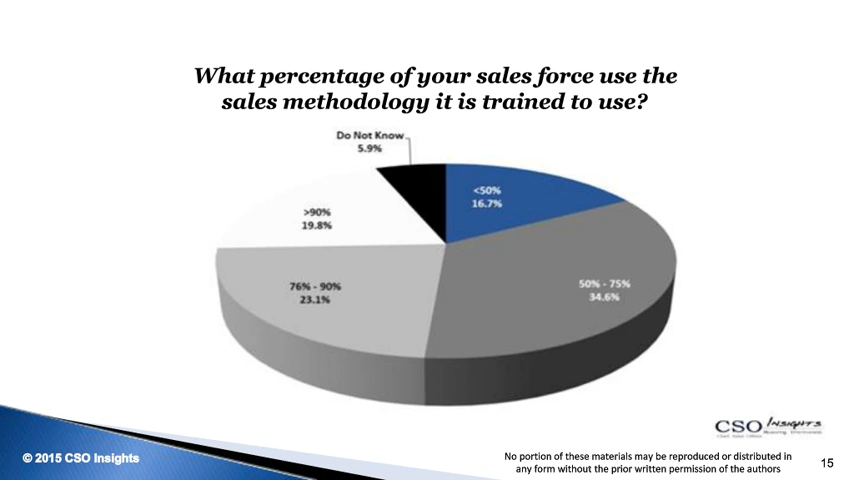 What percentage of your sales force use the
sales methodology it is trained to use?
Do Not Know
5.9%
<50%
16.7%
>90%
19.8%
50% - 75%
34.6%
76% - 90%
23.1%
CSO INSIGHTS
© 2015 CSO Insights
No portion of these materials may be reproduced or distributed in
any form without the prior written permission of the authors
15